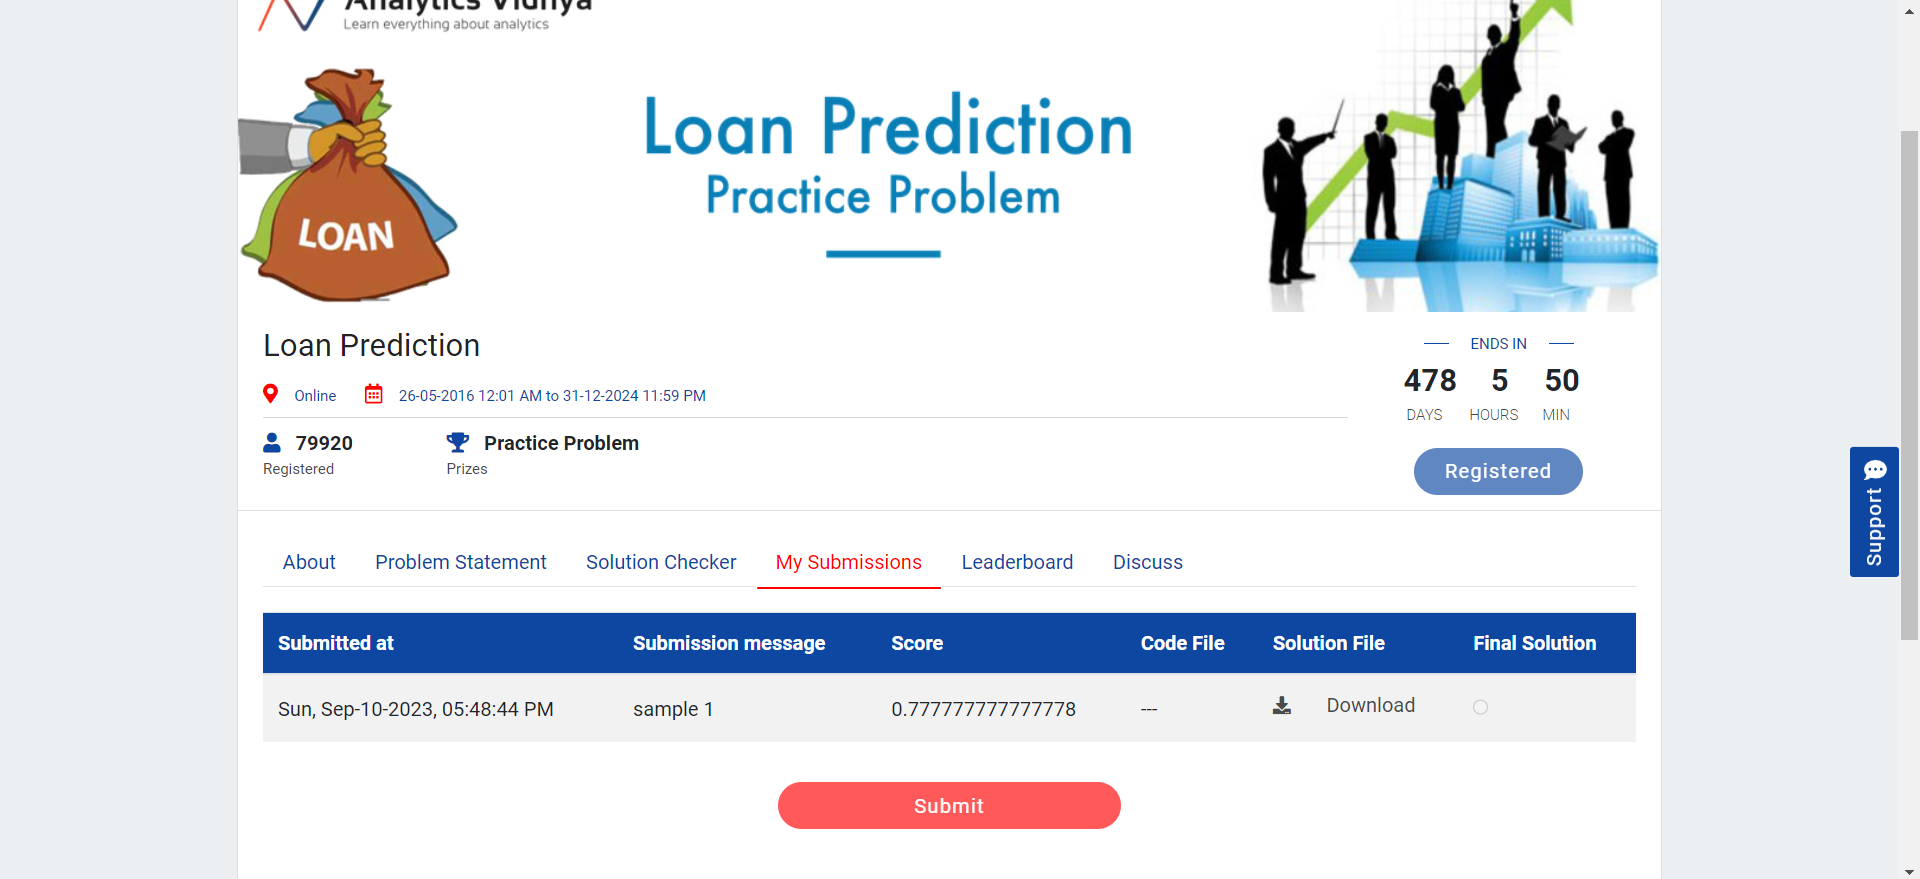 Analytics Vidhya
Learn everything about analytics
LOAN
Loan Prediction
Practice Problem
Loan Prediction
Online 26-05-2016 12:01 AM to 31-12-2024 11:59 PM
79920 Practice Problem
Registered Prizes
ENDS IN
478 5 50
DAYS HOURS MIN
Registered
Support
About Problem Statement Solution Checker My Submissions Leaderboard Discuss
Submitted at Submission message Score Code File Solution File Final Solution
Sun, Sep-10-2023, 05:48:44 PM sample 1 0.777777777777778 --- Download
Submit